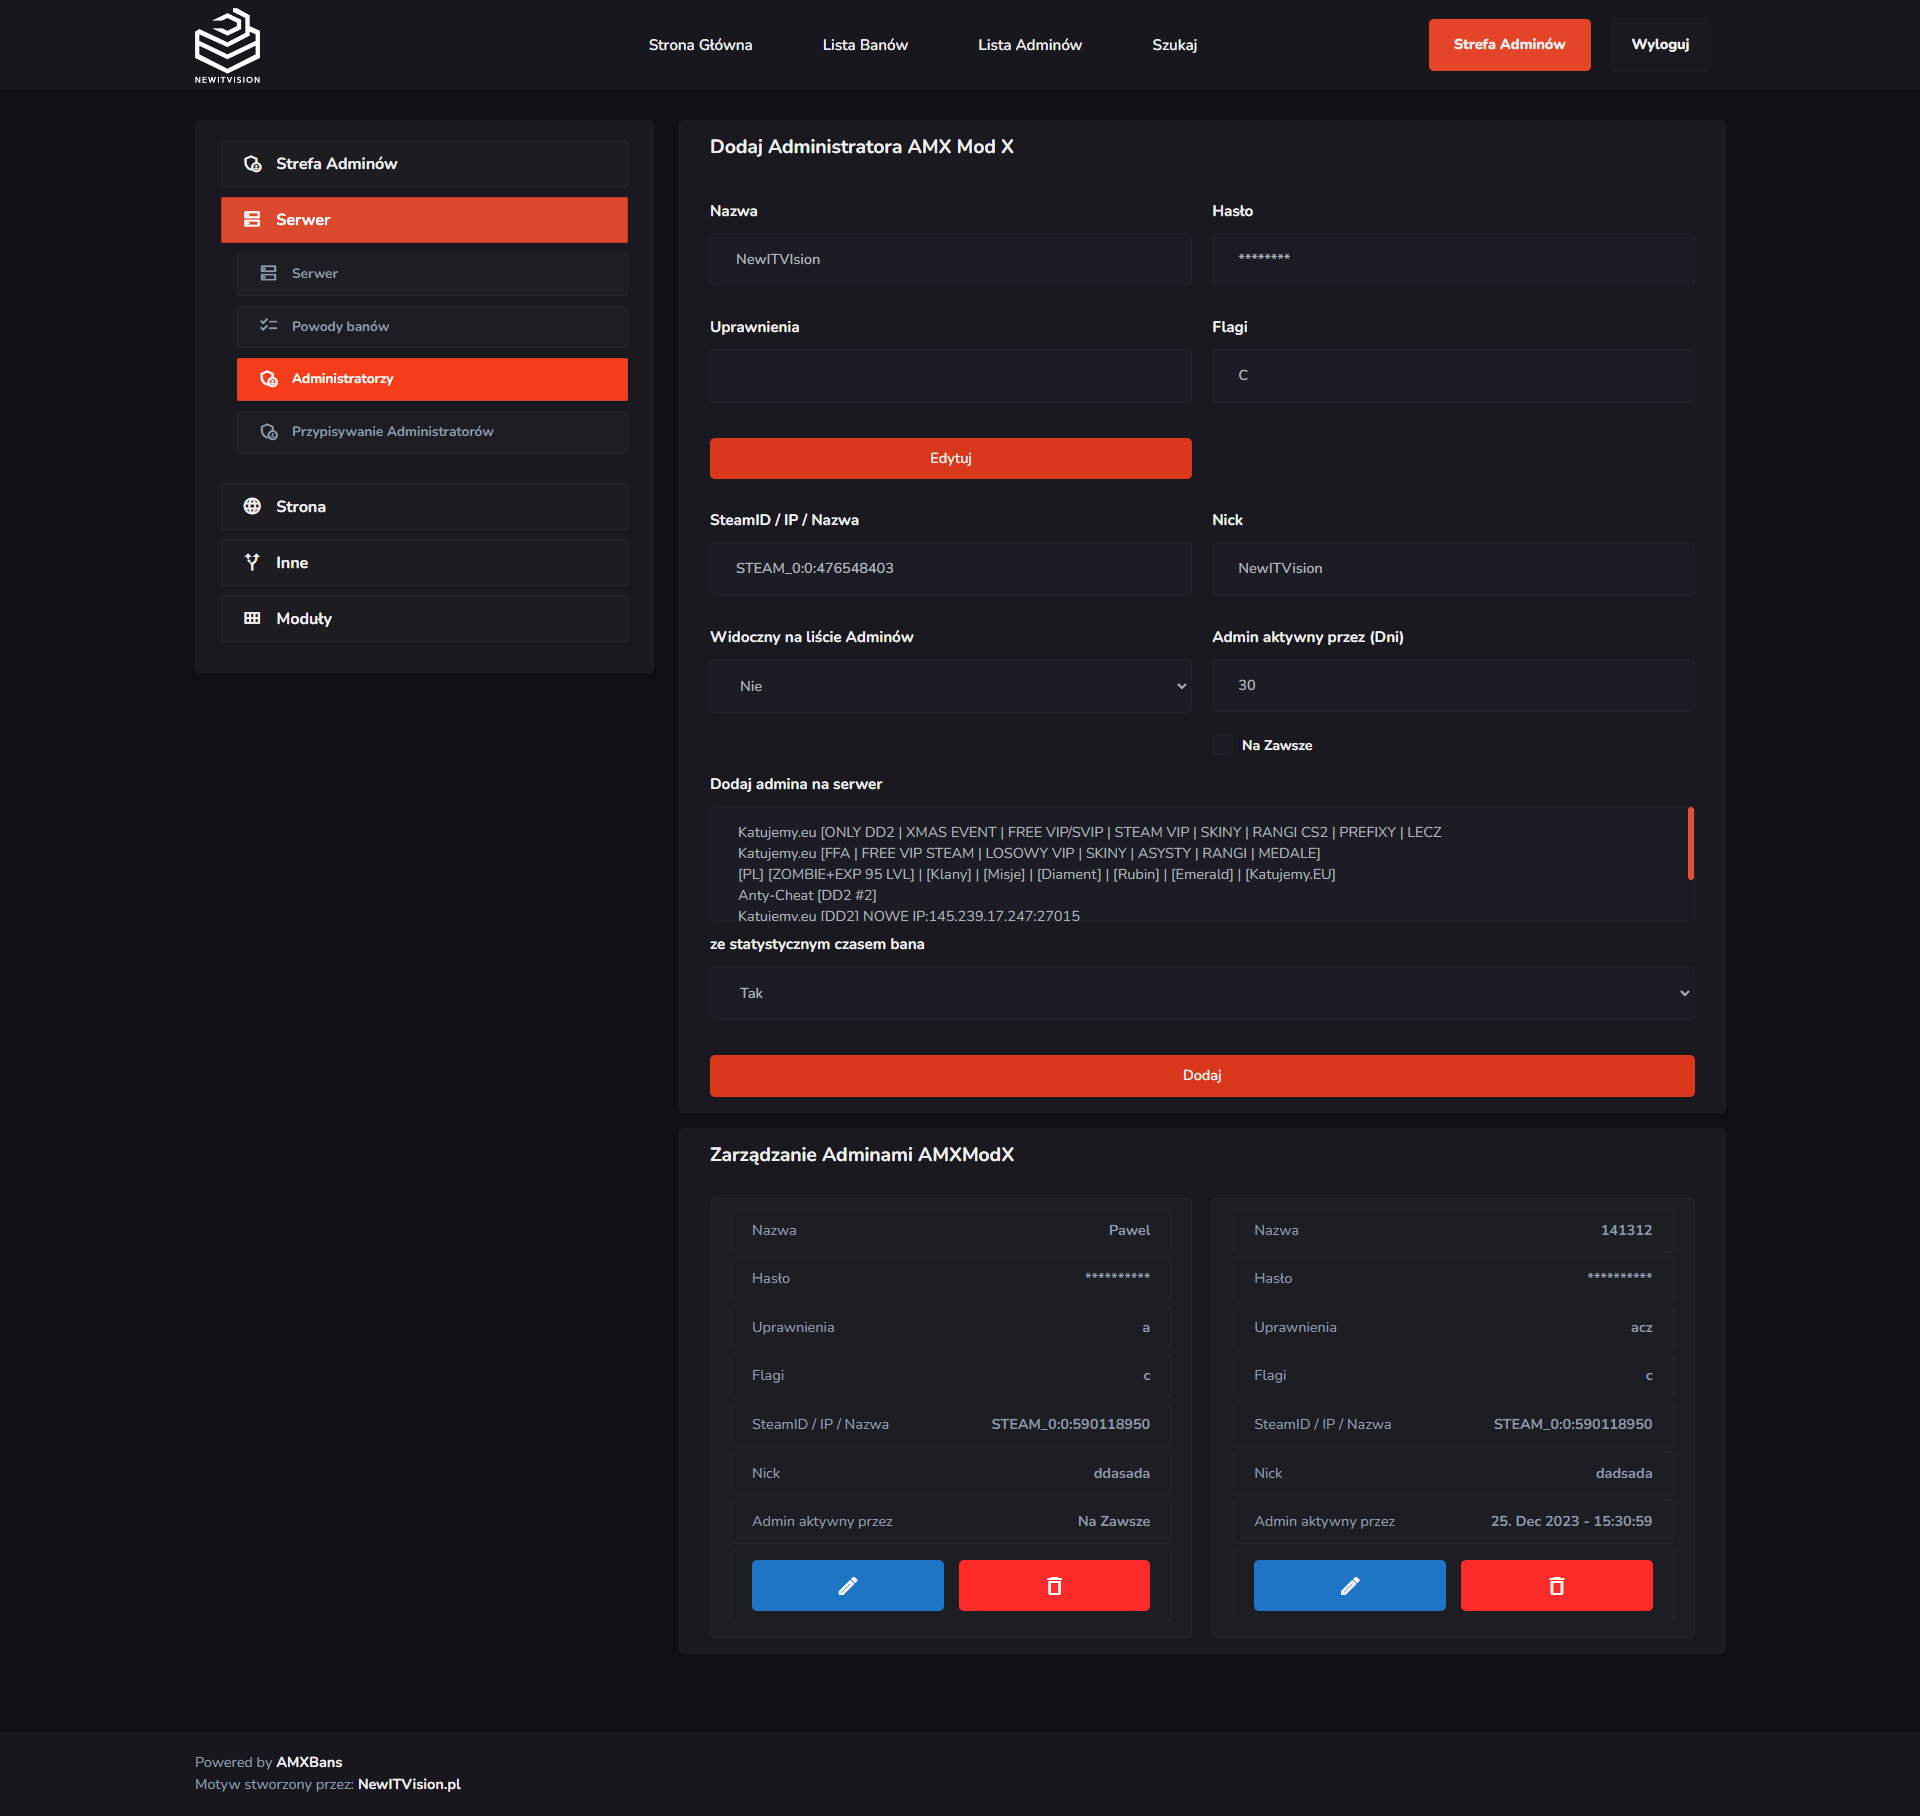 NEWITVISION
Strona Główna
Lista Banów
Lista Adminów
Szukaj
Strefa Adminów
Wyloguj
Strefa Adminów
Serwer
Serwer
Powody banów
Administratorzy
Przypisywanie Administratorów
Strona
Inne
Moduły
Dodaj Administratora AMX Mod X
Nazwa
Hasło
NewITVIsion
********
Uprawnienia
Flagi
C
Edytuj
SteamID / IP / Nazwa
Nick
STEAM_0:0:476548403
NewITVision
Widoczny na liście Adminów
Admin aktywny przez (Dni)
Nie
30
Na Zawsze
Dodaj admina na serwer
Katujemy.eu [ONLY DD2 | XMAS EVENT | FREE VIP/SVIP | STEAM VIP | SKINY | RANGI CS2 | PREFIXY | LECZ
Katujemy.eu [FFA | FREE VIP STEAM | LOSOWY VIP | SKINY | ASYSTY | RANGI | MEDALE]
[PL] [ZOMBIE+EXP 95 LVL] | [Klany] | [Misje] | [Diament] | [Rubin] | [Emerald] | [Katujemy.EU]
Anty-Cheat [DD2 #2]
Katujemy.eu [DD2] NOWE IP:145.239.17.247:27015
ze statystycznym czasem bana
Tak
Dodaj
Zarządzanie Adminami AMXModX
Nazwa Pawel
Hasło **********
Uprawnienia a
Flagi c
SteamID / IP / Nazwa STEAM_0:0:590118950
Nick ddasada
Admin aktywny przez Na Zawsze
Nazwa 141312
Hasło **********
Uprawnienia acz
Flagi c
SteamID / IP / Nazwa STEAM_0:0:590118950
Nick dadsada
Admin aktywny przez 25. Dec 2023 - 15:30:59
Powered by AMXBans
Motyw stworzony przez: NewITVision.pl